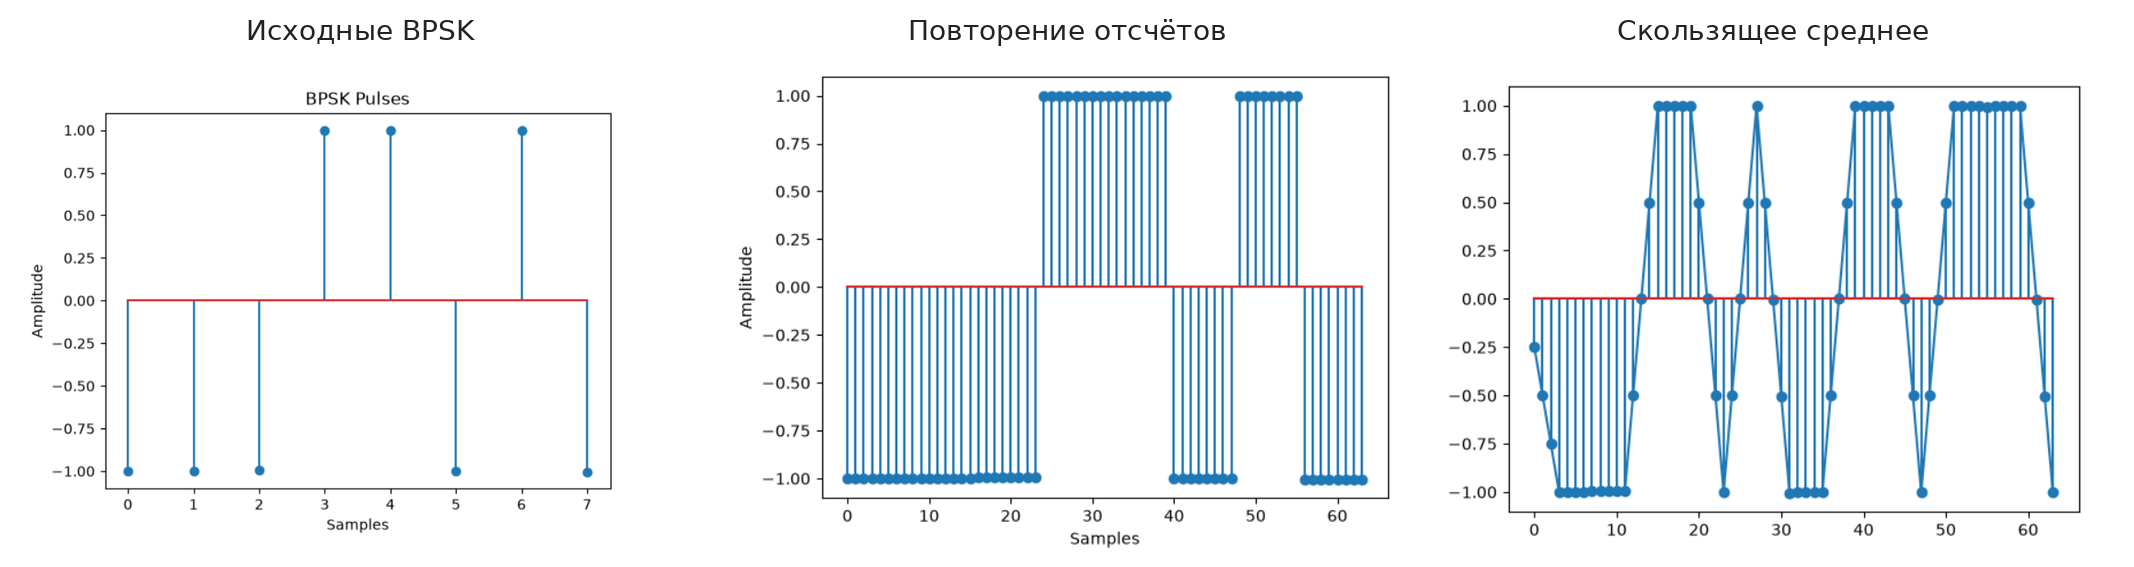 Исходные BPSK
Повторение отсчётов
Скользящее среднее
BPSK Pulses
Amplitude
1.00
0.75
0.50
0.25
0.00
−0.25
−0.50
−0.75
−1.00
0 1 2 3 4 5 6 7
Samples
Amplitude
1.00
0.75
0.50
0.25
0.00
−0.25
−0.50
−0.75
−1.00
0 10 20 30 40 50 60
Samples
1.00
0.75
0.50
0.25
0.00
−0.25
−0.50
−0.75
−1.00
0 10 20 30 40 50 60